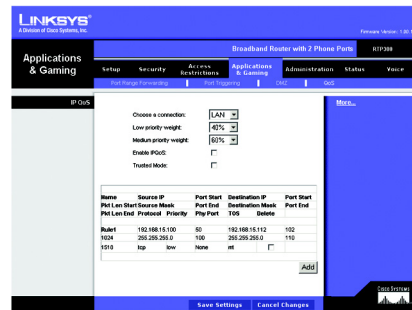 LINKSYS®
A Division of Cisco Systems, Inc.
Firmware Version: 1.00.
Applications & Gaming
Broadband Router with 2 Phone Ports RTP300
Setup Security Access Restrictions Applications & Gaming Administration Status Voice
Port Range Forwarding Port Triggering DMZ QoS
IP QoS
More...
Choose a connection: LAN
Low priority weight: 40%
Medium priority weight: 60%
Enable IPQoS:
Trusted Mode:
Name Source IP Port Start Destination IP Port Start
Pkt Len Start Source Mask Port End Destination Mask Port End
Pkt Len End Protocol Priority Phy Port TOS Delete
Rule1 192.168.15.100 50 192.168.15.112 102
1024 255.255.255.0 100 255.255.255.0 110
1510 tcp low None mt
Add
Save Settings Cancel Changes
CISCO SYSTEMS